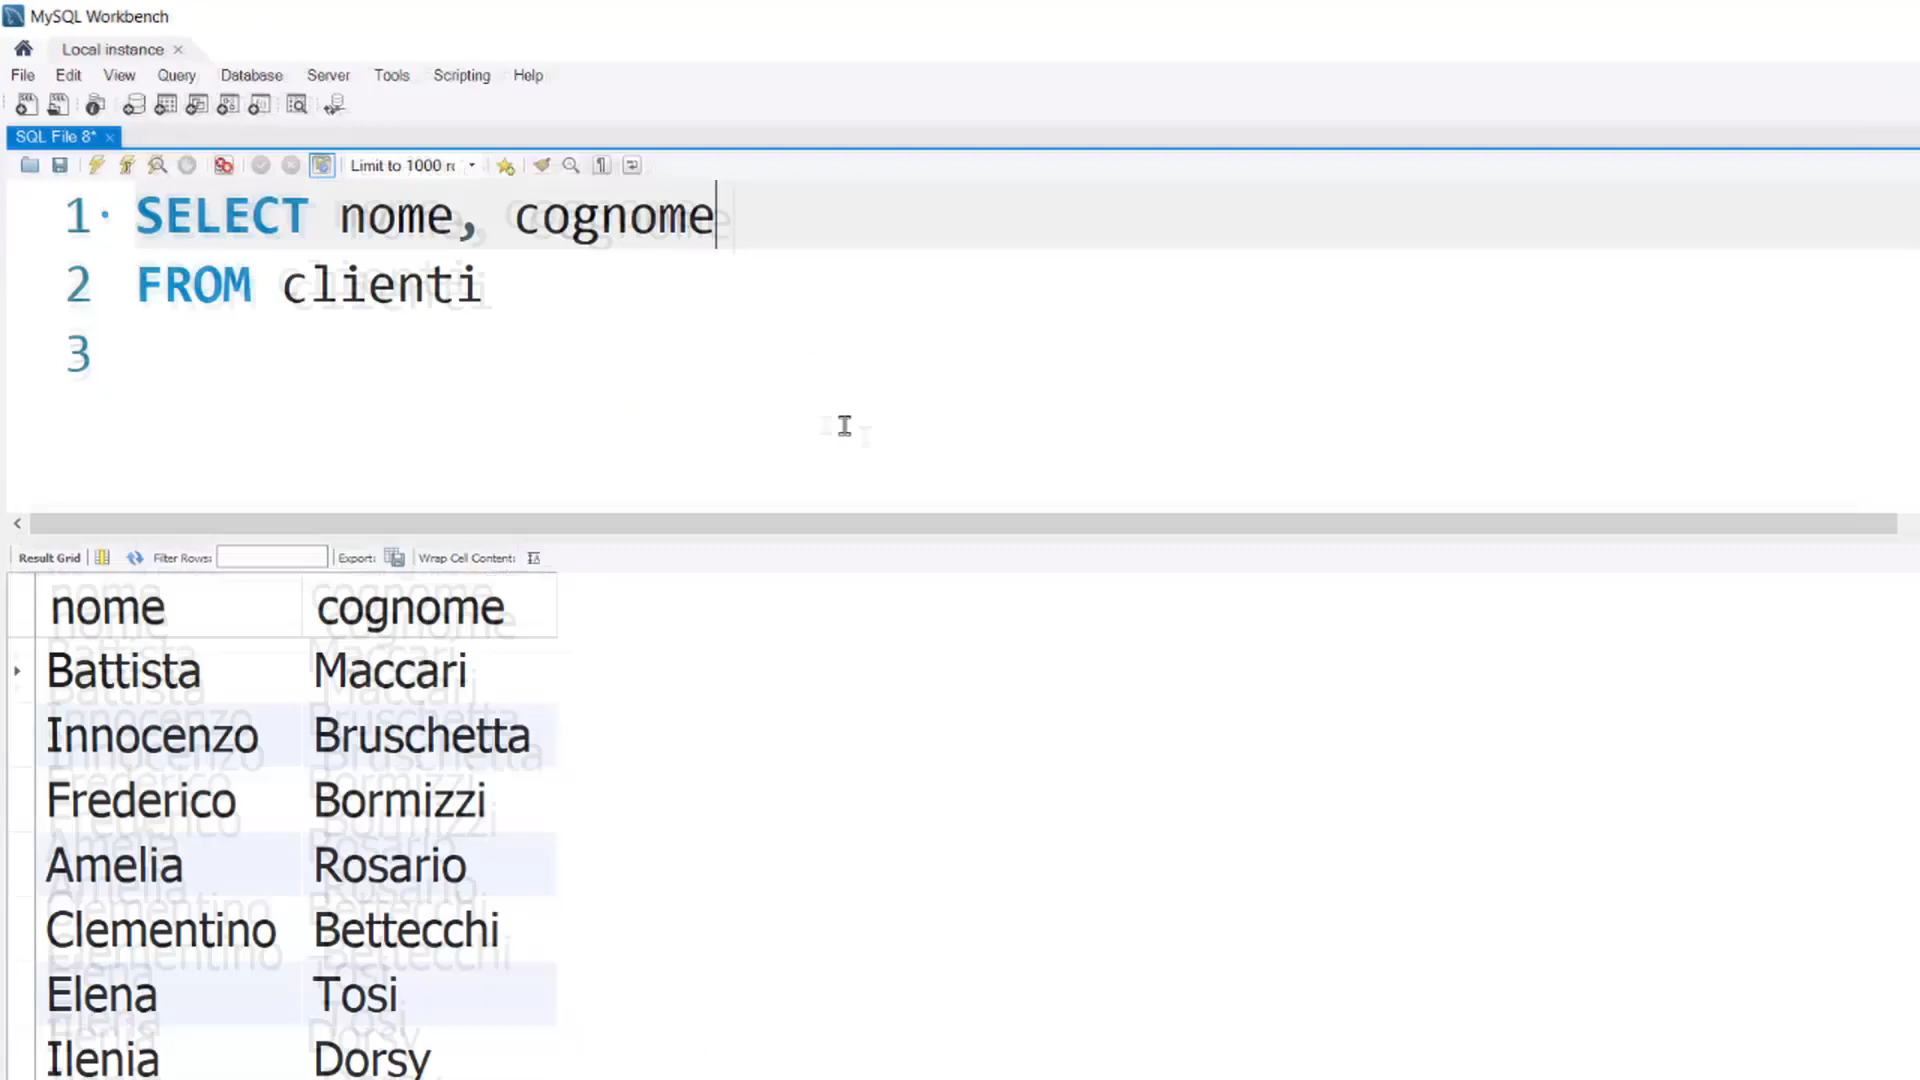 MySQL Workbench
Local instance
File Edit View Query Database Server Tools Scripting Help
SQL File 8*
Limit to 1000 r
1 SELECT nome, cognome
2 FROM clienti
3
Result Grid Filter Rows: Export: Wrap Cell Content:
nome cognome
Battista Maccari
Innocenzo Bruschetta
Frederico Bormizzi
Amelia Rosario
Clementino Bettecchi
Elena Tosi
Ilenia Dorsy